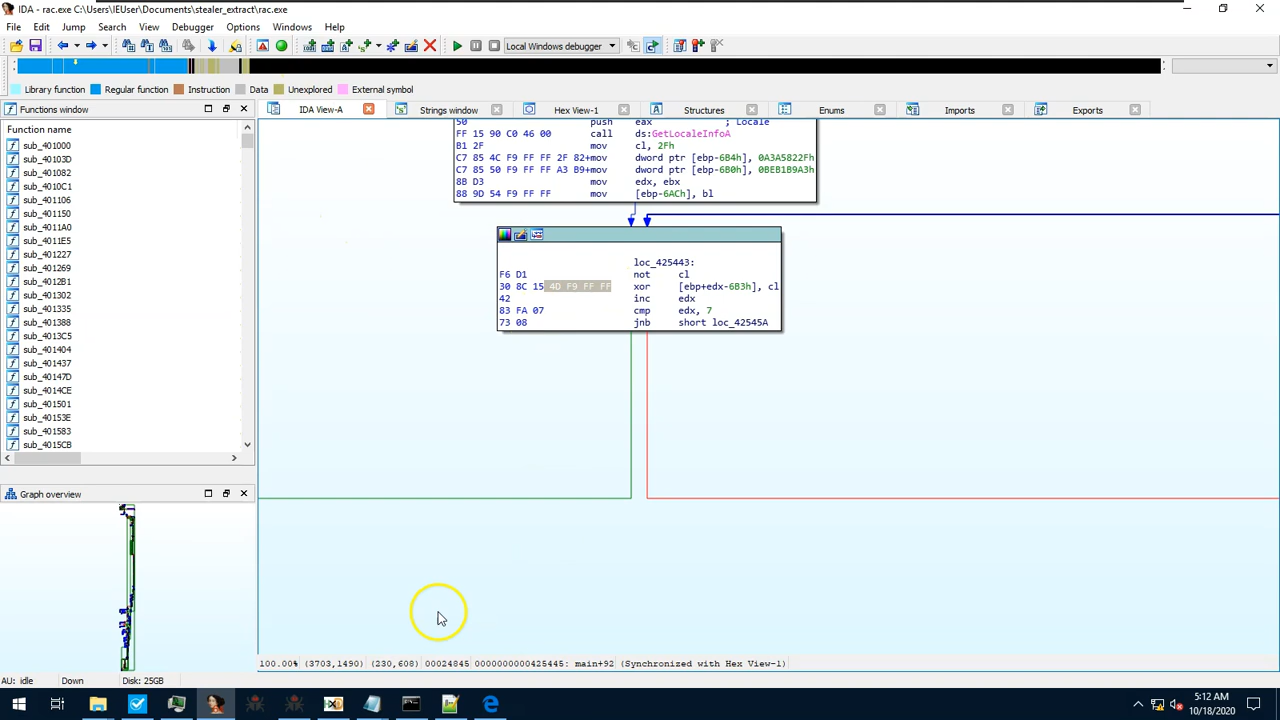 IDA - rac.exe C:\Users\IEUser\Documents\stealer_extract\rac.exe
File Edit Jump Search View Debugger Options Windows Help
Local Windows debugger
Library function Regular function Instruction Data Unexplored External symbol
Functions window
IDA View-A Strings window Hex View-1 Structures Enums Imports Exports
Function name
sub_401000
sub_40103D
sub_401082
sub_4010C1
sub_401106
sub_401150
sub_4011A0
sub_4011E5
sub_401227
sub_401269
sub_4012B1
sub_401302
sub_401335
sub_401388
sub_4013C5
sub_401404
sub_401437
sub_40147D
sub_4014CE
sub_401501
sub_40153E
sub_401583
sub_4015CB
50 push eax ; Locale
FF 15 90 C0 46 00 call ds:GetLocaleInfoA
B1 2F mov cl, 2Fh
C7 85 4C F9 FF FF 2F 82+mov dword ptr [ebp-6B4h], 0A3A5822Fh
C7 85 50 F9 FF FF A3 B9+mov dword ptr [ebp-6B0h], 0BEB1B9A3h
8B D3 mov edx, ebx
88 9D 54 F9 FF FF mov [ebp-6ACh], bl
loc_425443:
F6 D1 not cl
30 8C 15 4D F9 FF FF xor [ebp+edx-6B3h], cl
42 inc edx
83 FA 07 cmp edx, 7
73 08 jnb short loc_42545A
Graph overview
100.00% (3703,1490) (230,608) 00024845 0000000000425445: main+92 (Synchronized with Hex View-1)
AU: idle Down Disk: 25GB
5:12 AM
10/18/2020